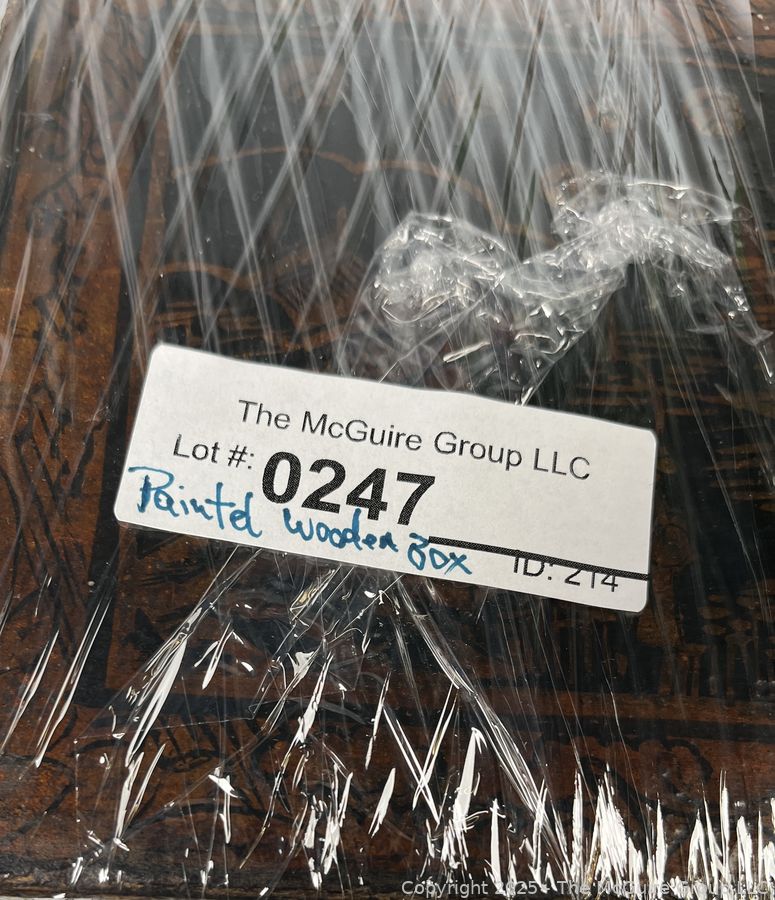 The McGuire Group LLC
Lot #: 0247
Painted Wooden Box
ID: 214
Copyright 2025+ The McGuire Group LLC